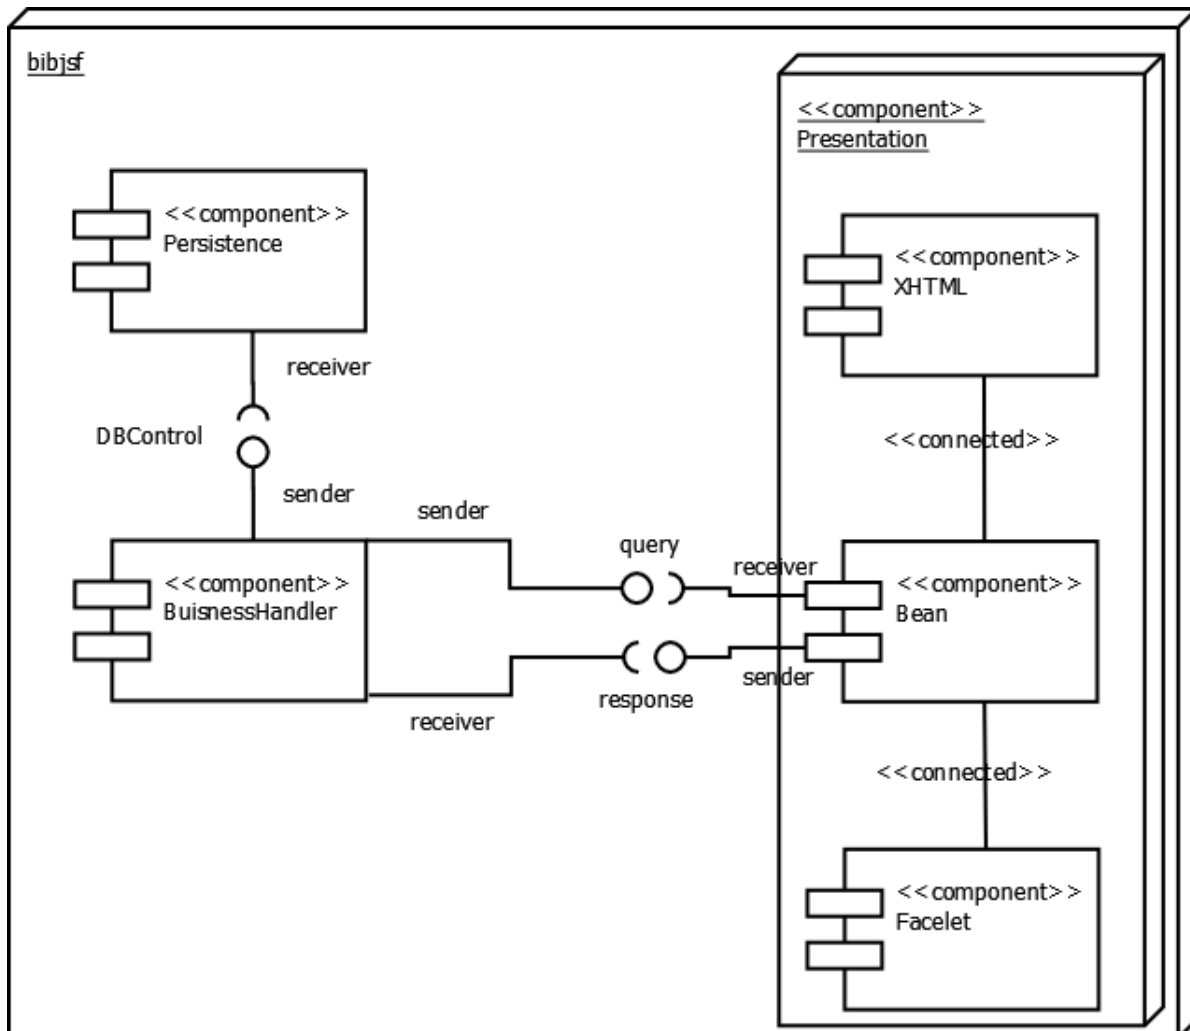 bibjsf
<<component>>
Presentation
<<component>>
Persistence
<<component>>
XHTML
receiver
DBControl
<<connected>>
sender
sender
query
receiver
<<component>>
BuisnessHandler
<<component>>
Bean
sender
response
receiver
<<connected>>
<<component>>
Facelet